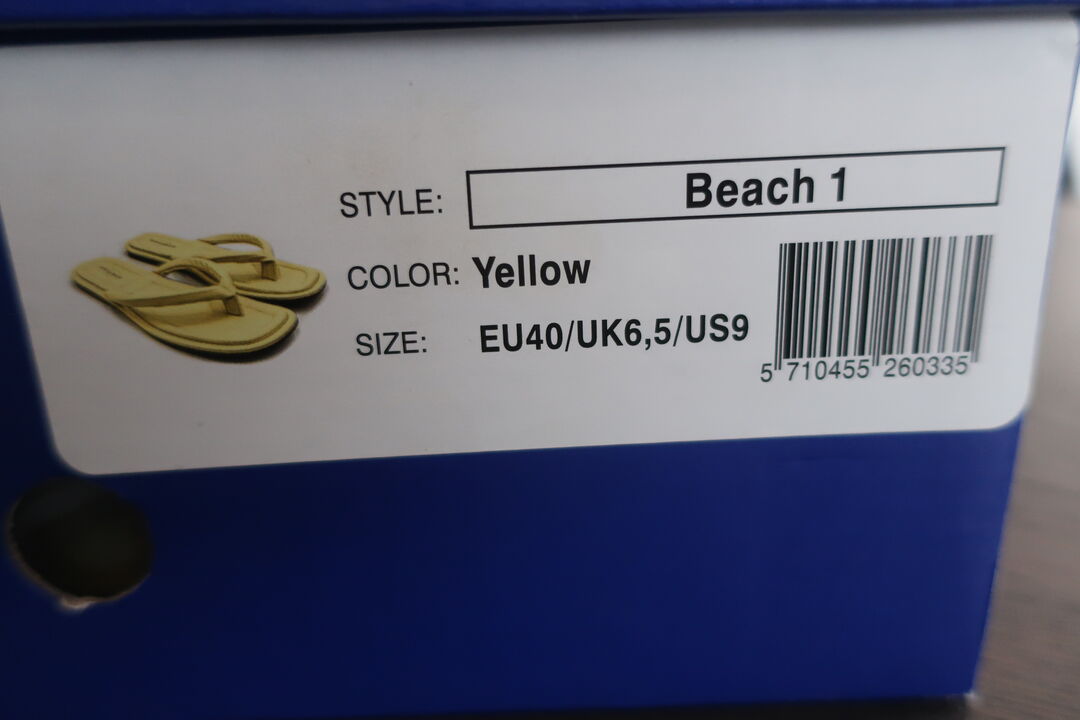 STYLE: Beach 1
COLOR: Yellow
SIZE: EU40/UK6,5/US9
5 710455 260335